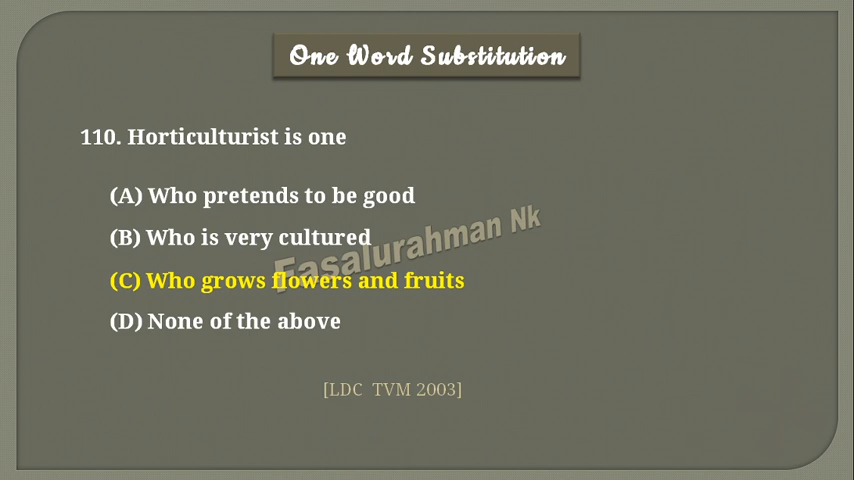 One Word Substitution
110. Horticulturist is one
(A) Who pretends to be good
(B) Who is very cultured
Fasalurahman Nk
(C) Who grows flowers and fruits
(D) None of the above
[LDC TVM 2003]